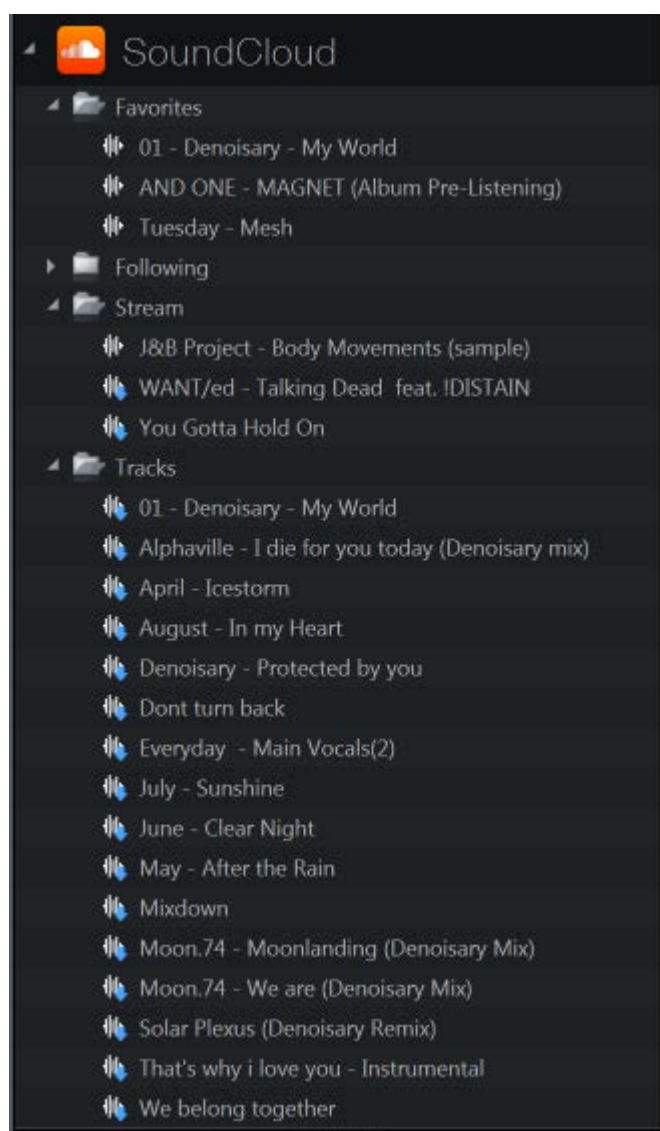 SoundCloud
Favorites
01 - Denoisary - My World
AND ONE - MAGNET (Album Pre-Listening)
Tuesday - Mesh
Following
Stream
J&B Project - Body Movements (sample)
WANT/ed - Talking Dead  feat. !DISTAIN
You Gotta Hold On
Tracks
01 - Denoisary - My World
Alphaville - I die for you today (Denoisary mix)
April - Icestorm
August - In my Heart
Denoisary - Protected by you
Dont turn back
Everyday  - Main Vocals(2)
July - Sunshine
June - Clear Night
May - After the Rain
Mixdown
Moon.74 - Moonlanding (Denoisary Mix)
Moon.74 - We are (Denoisary Mix)
Solar Plexus (Denoisary Remix)
That's why i love you - Instrumental
We belong together